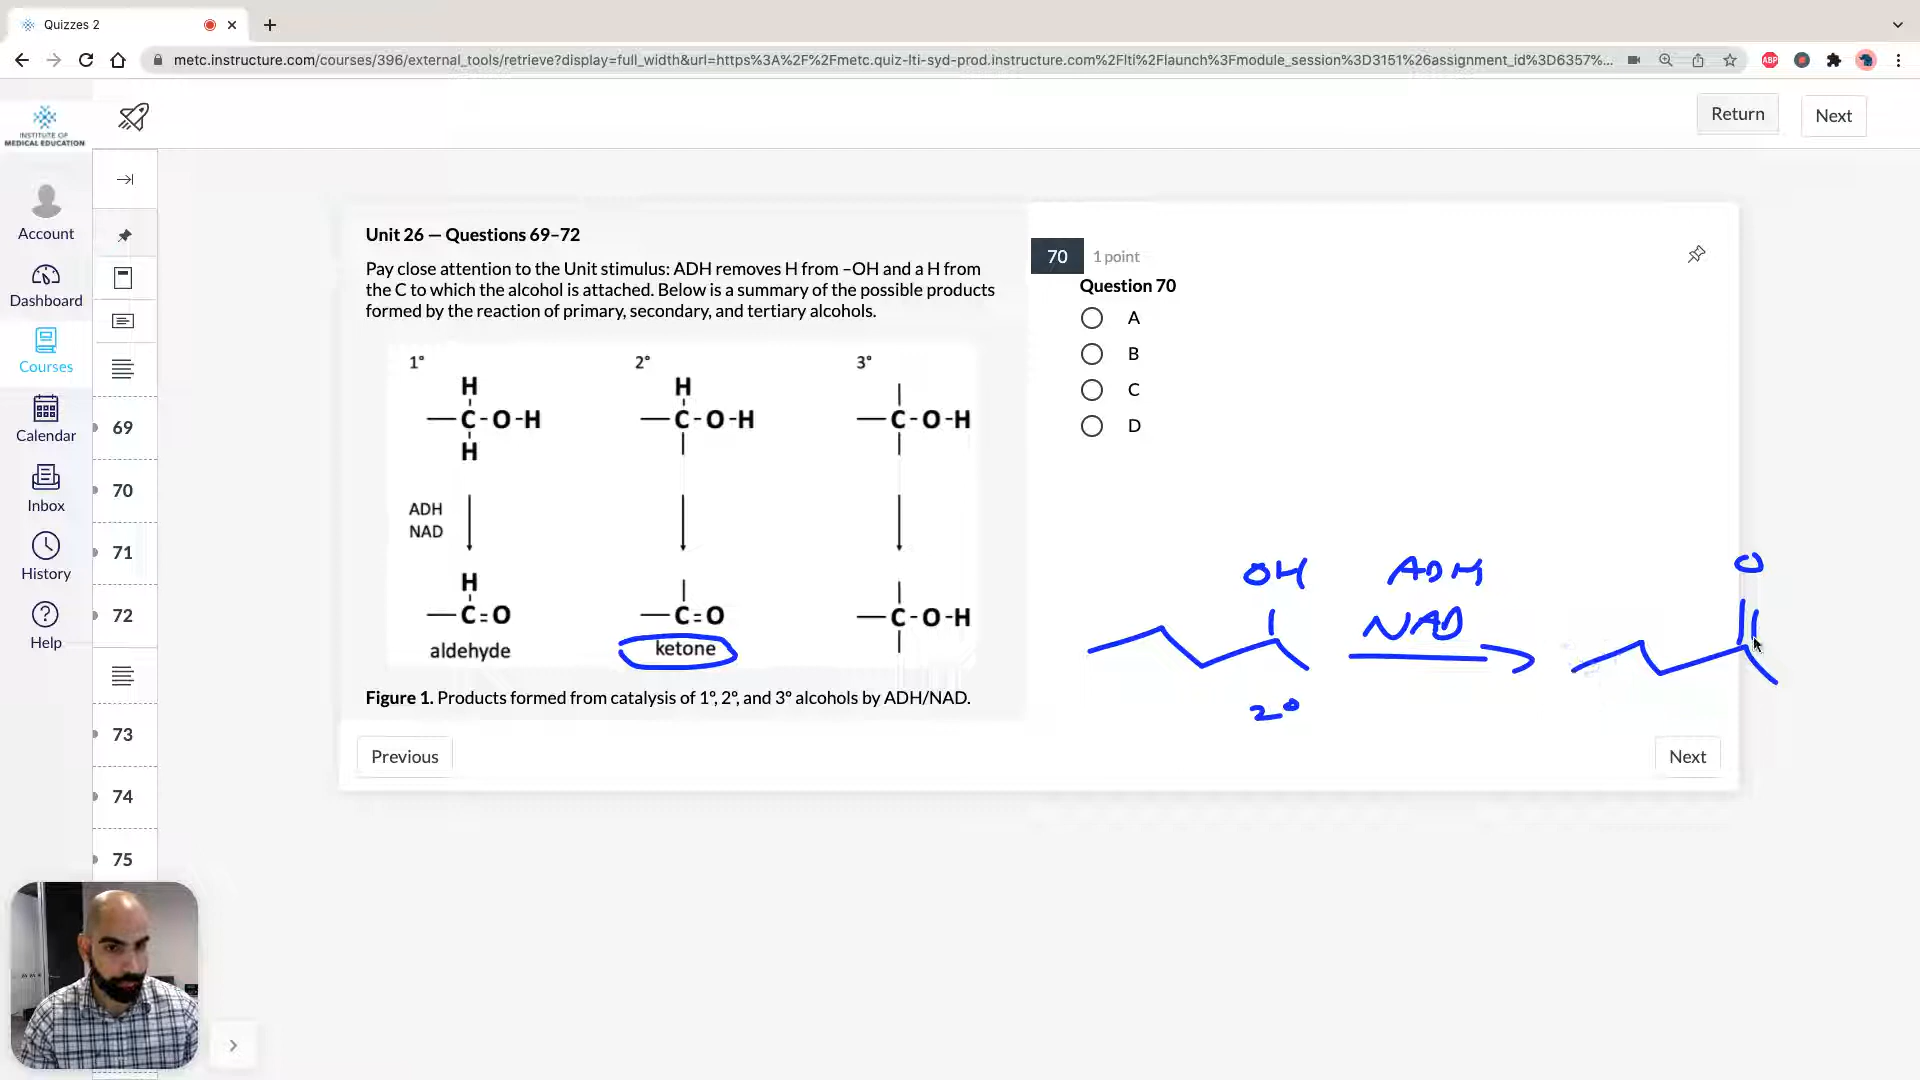 Quizzes 2
metc.instructure.com/courses/396/external_tools/retrieve?display=full_width&url=https%3A%2F%2Fmetc.quiz-lti-syd-prod.instructure.com%2Flti%2Flaunch%3Fmodule_session%3D3151%26assignment_id%3D6357%...
ABP
INSTITUTE OF
MEDICAL EDUCATION
Return
Next
Account
Dashboard
Courses
Calendar
Inbox
History
Help
69
70
71
72
73
74
75
Unit 26 — Questions 69–72
Pay close attention to the Unit stimulus: ADH removes H from –OH and a H from
the C to which the alcohol is attached. Below is a summary of the possible products
formed by the reaction of primary, secondary, and tertiary alcohols.
1° 2° 3°
H H
C-O-H C-O-H C-O-H
H
ADH
NAD
H
C=O C=O C-O-H
aldehyde ketone
Figure 1. Products formed from catalysis of 1°, 2°, and 3° alcohols by ADH/NAD.
Previous
70 1 point
Question 70
A
B
C
D
OH ADH O
NAD
2°
Next